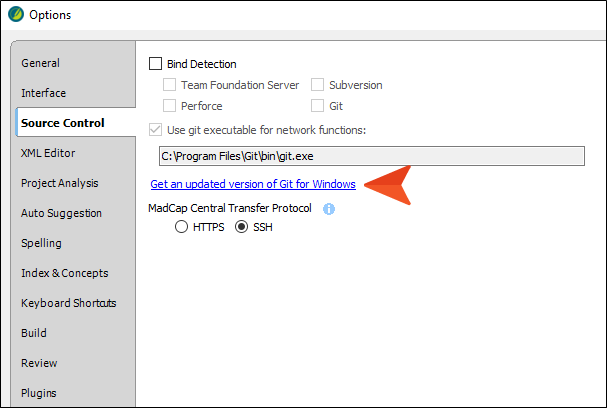 Options
General
Interface
Source Control
XML Editor
Project Analysis
Auto Suggestion
Spelling
Index & Concepts
Keyboard Shortcuts
Build
Review
Plugins
Bind Detection
Team Foundation Server
Subversion
Perforce
Git
Use git executable for network functions:
C:\Program Files\Git\bin\git.exe
Get an updated version of Git for Windows
MadCap Central Transfer Protocol
HTTPS
SSH